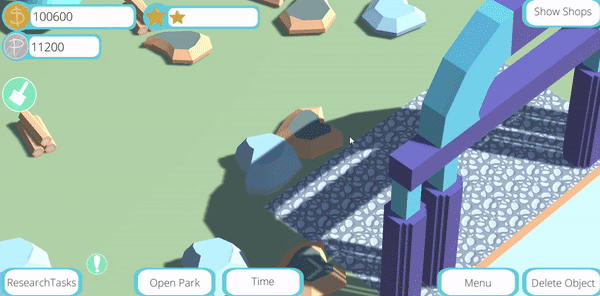 100600
Show Shops
11200
ResearchTasks
Open Park
Time
Menu
Delete Object